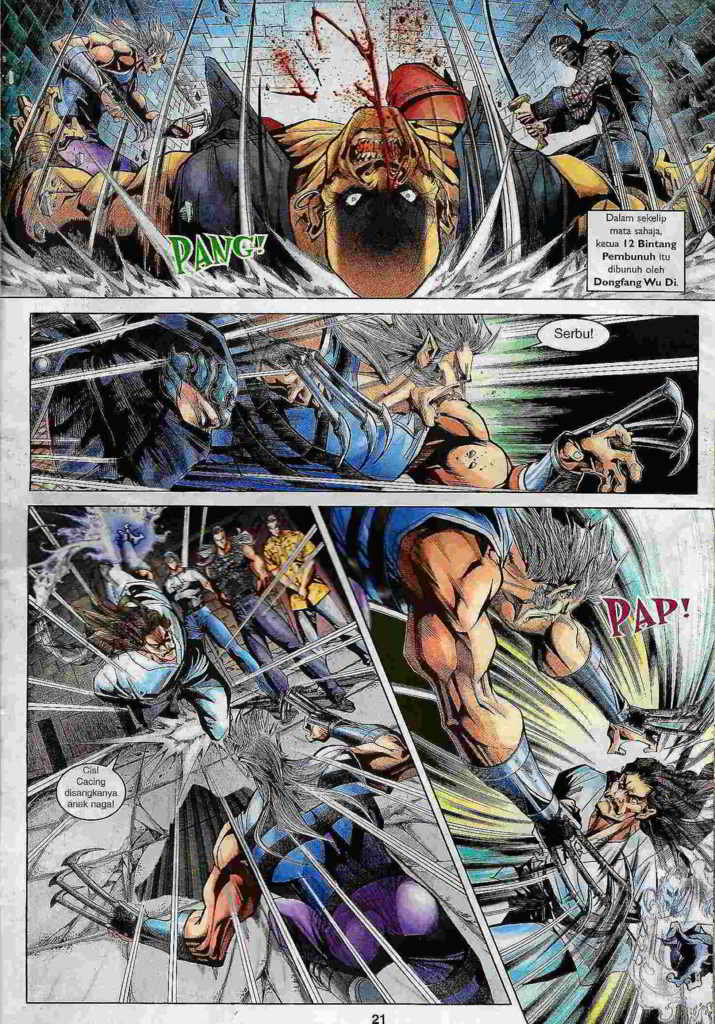 PANG!
Dalam sekelip
mata sahaja,
ketua 12 Bintang
Pembunuh itu
dibunuh oleh
Dongfang Wu Di.
Serbu!
PAP!
Cis!
Cacing
disangkanya
anak naga!
21